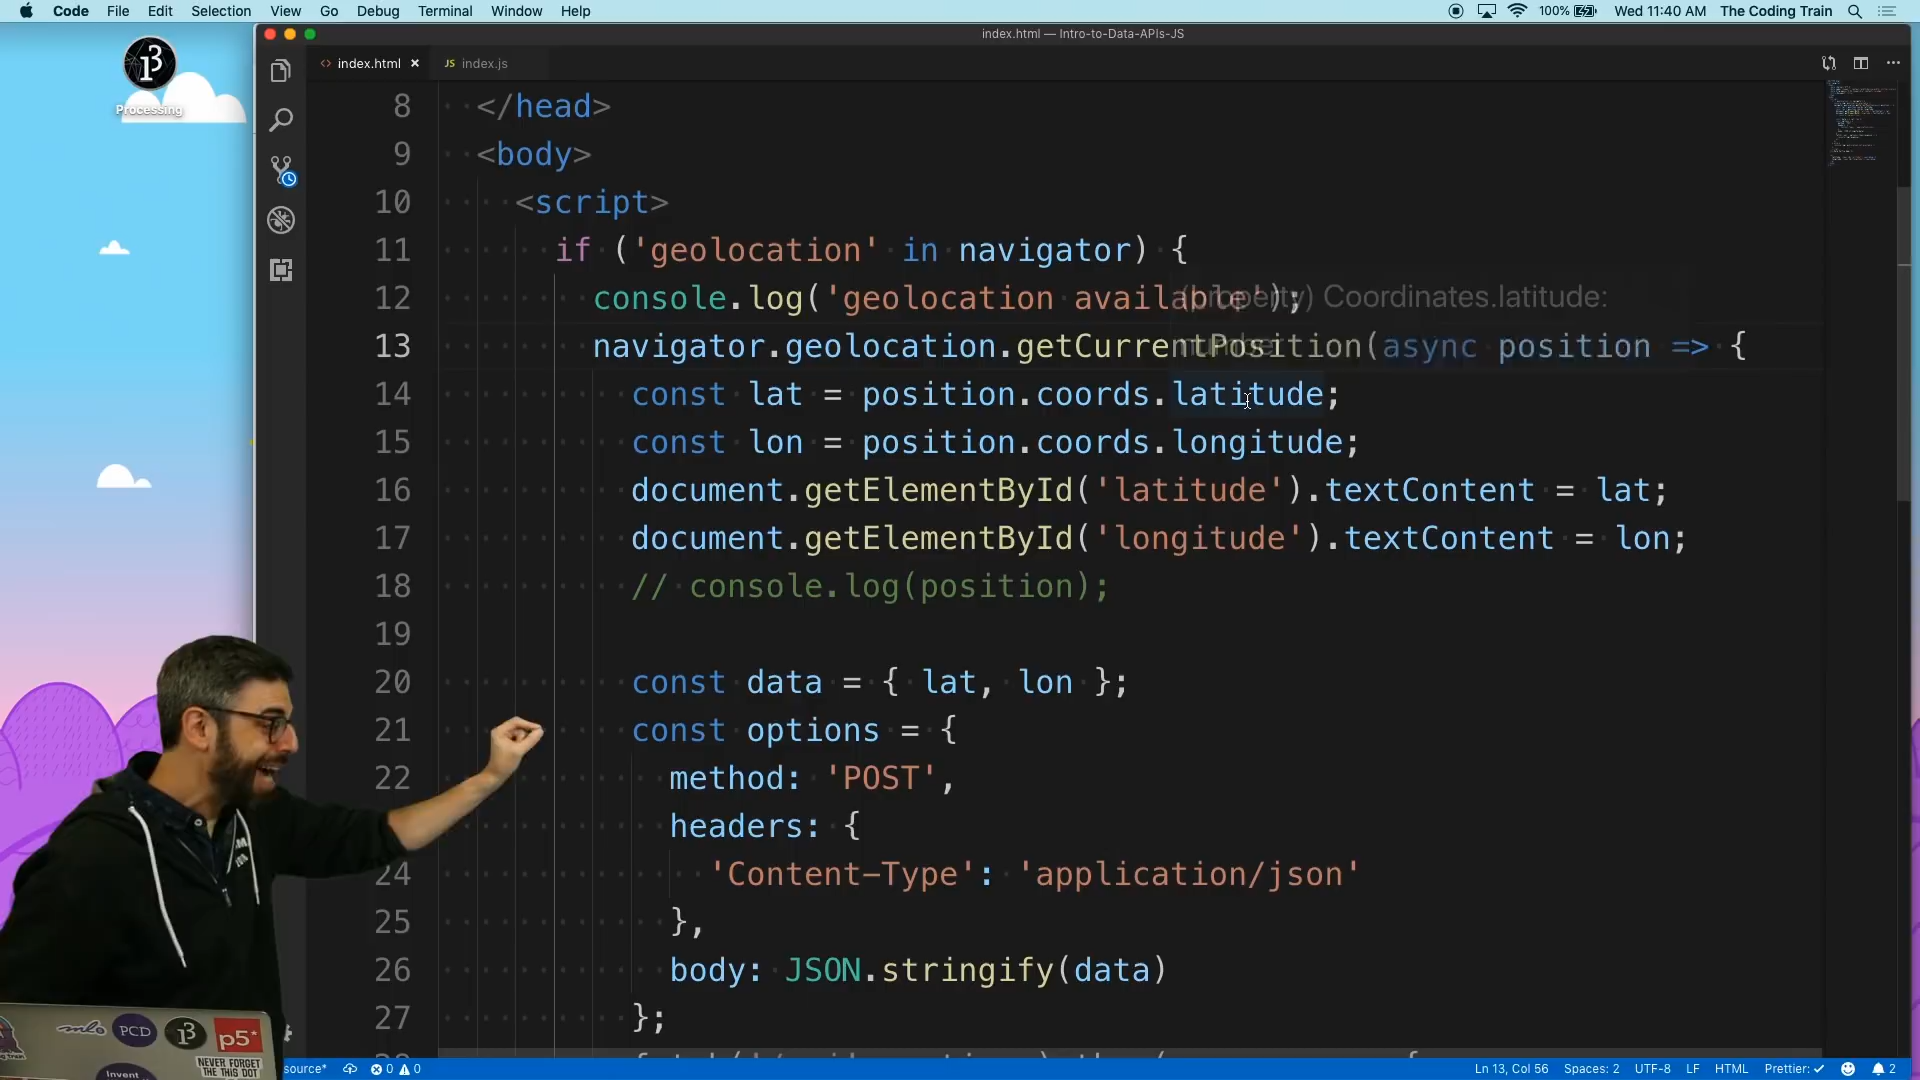 Code File Edit Selection View Go Debug Terminal Window Help
100% Wed 11:40 AM The Coding Train
index.html — Intro-to-Data-APIs-JS
Processing
<> index.html ×
JS index.js
8 </head>
9 <body>
10 <script>
11 if ('geolocation' in navigator) {
12 console.log('geolocation available');
(property) Coordinates.latitude:
number
13 navigator.geolocation.getCurrentPosition(async position => {
14 const lat = position.coords.latitude;
15 const lon = position.coords.longitude;
16 document.getElementById('latitude').textContent = lat;
17 document.getElementById('longitude').textContent = lon;
18 // console.log(position);
19
20 const data = { lat, lon };
21 const options = {
22 method: 'POST',
headers: {
24 'Content-Type': 'application/json'
25 },
26 body: JSON.stringify(data)
27 };
mlo
PCD
p5*
NEVER FORGET
THE THIS DOT
Invent
source* 0 0
Ln 13, Col 56 Spaces: 2 UTF-8 LF HTML Prettier: ✓ 2